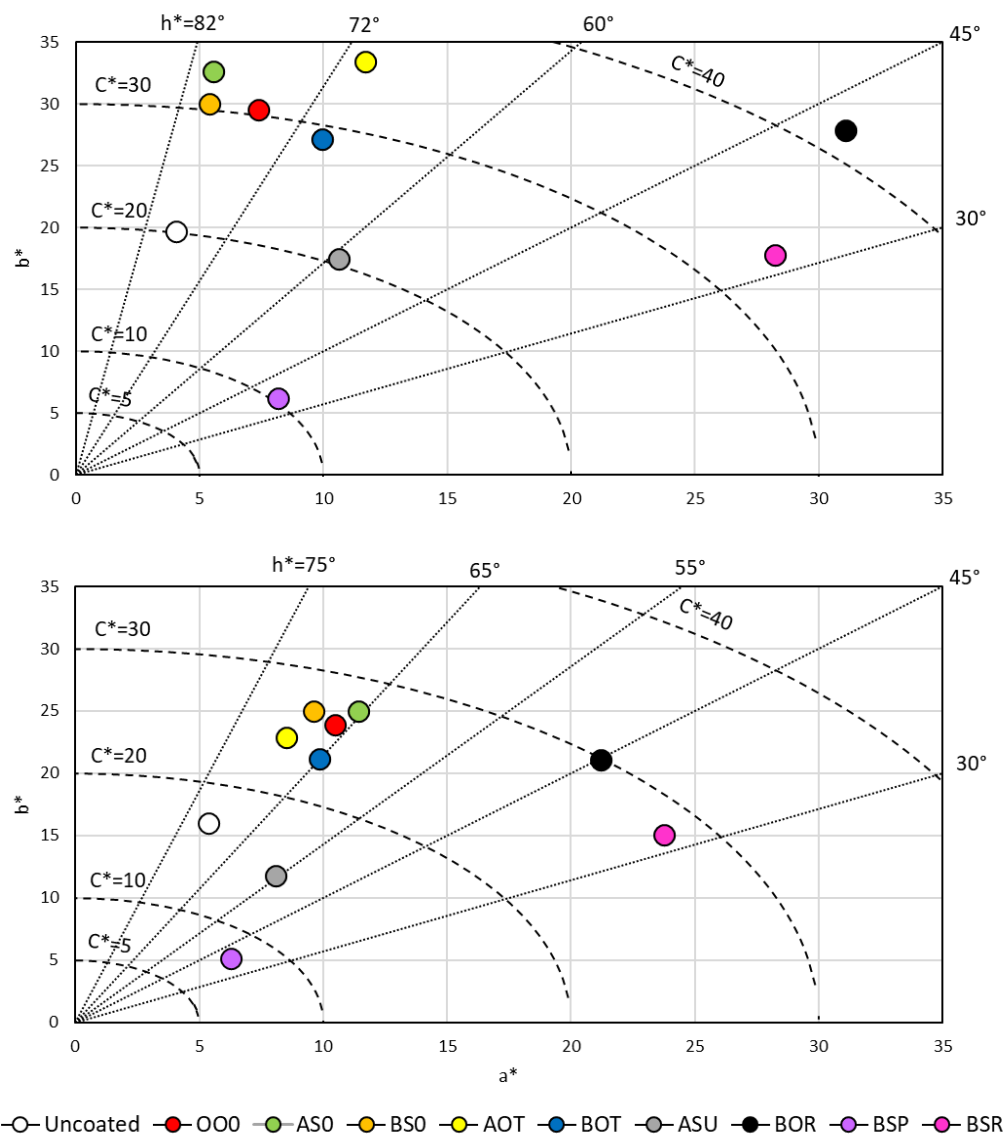 h*=82° 72° 60° 45°
35
C*=40
C*=30
30
25
C*=20
20 30°
b*
15
C*=10
10
C*=5
5
0
0 5 10 15 20 25 30 35
h*=75° 65° 55° 45°
35
C*=40
C*=30
30
25
C*=20
20 30°
b*
15
C*=10
10
C*=5
5
0
0 5 10 15 20 25 30 35
a*
Uncoated OO0 AS0 BS0 AOT BOT ASU BOR BSP BSR